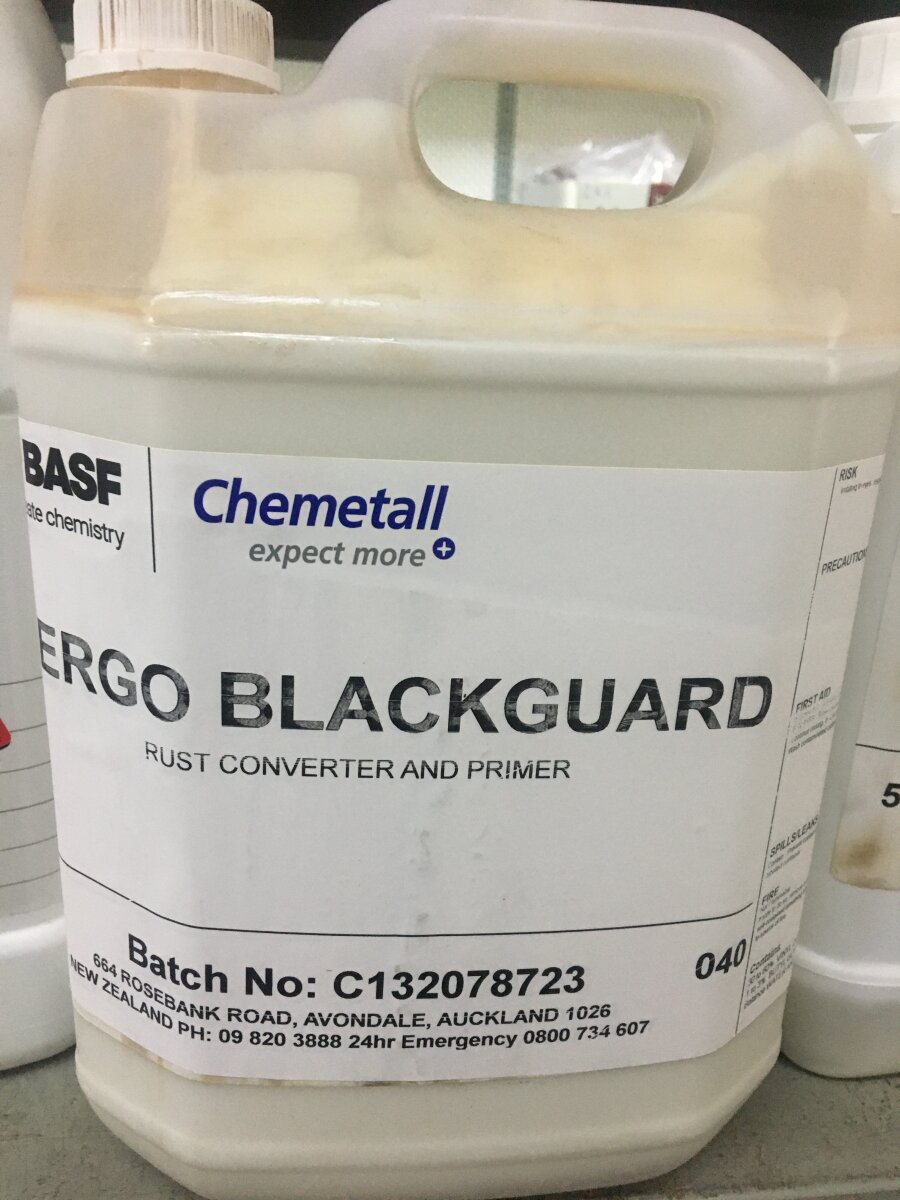 BASF
ate chemistry
Chemetall
expect more+
ERGO BLACKGUARD
RUST CONVERTER AND PRIMER
Batch No: C132078723
664 ROSEBANK ROAD, AVONDALE, AUCKLAND 1026
NEW ZEALAND PH: 09 820 3888 24hr Emergency 0800 734 607
040
RISK
PRECAUTION
FIRST AID
SPILLS/LEAKS
FIRE
Contains
5